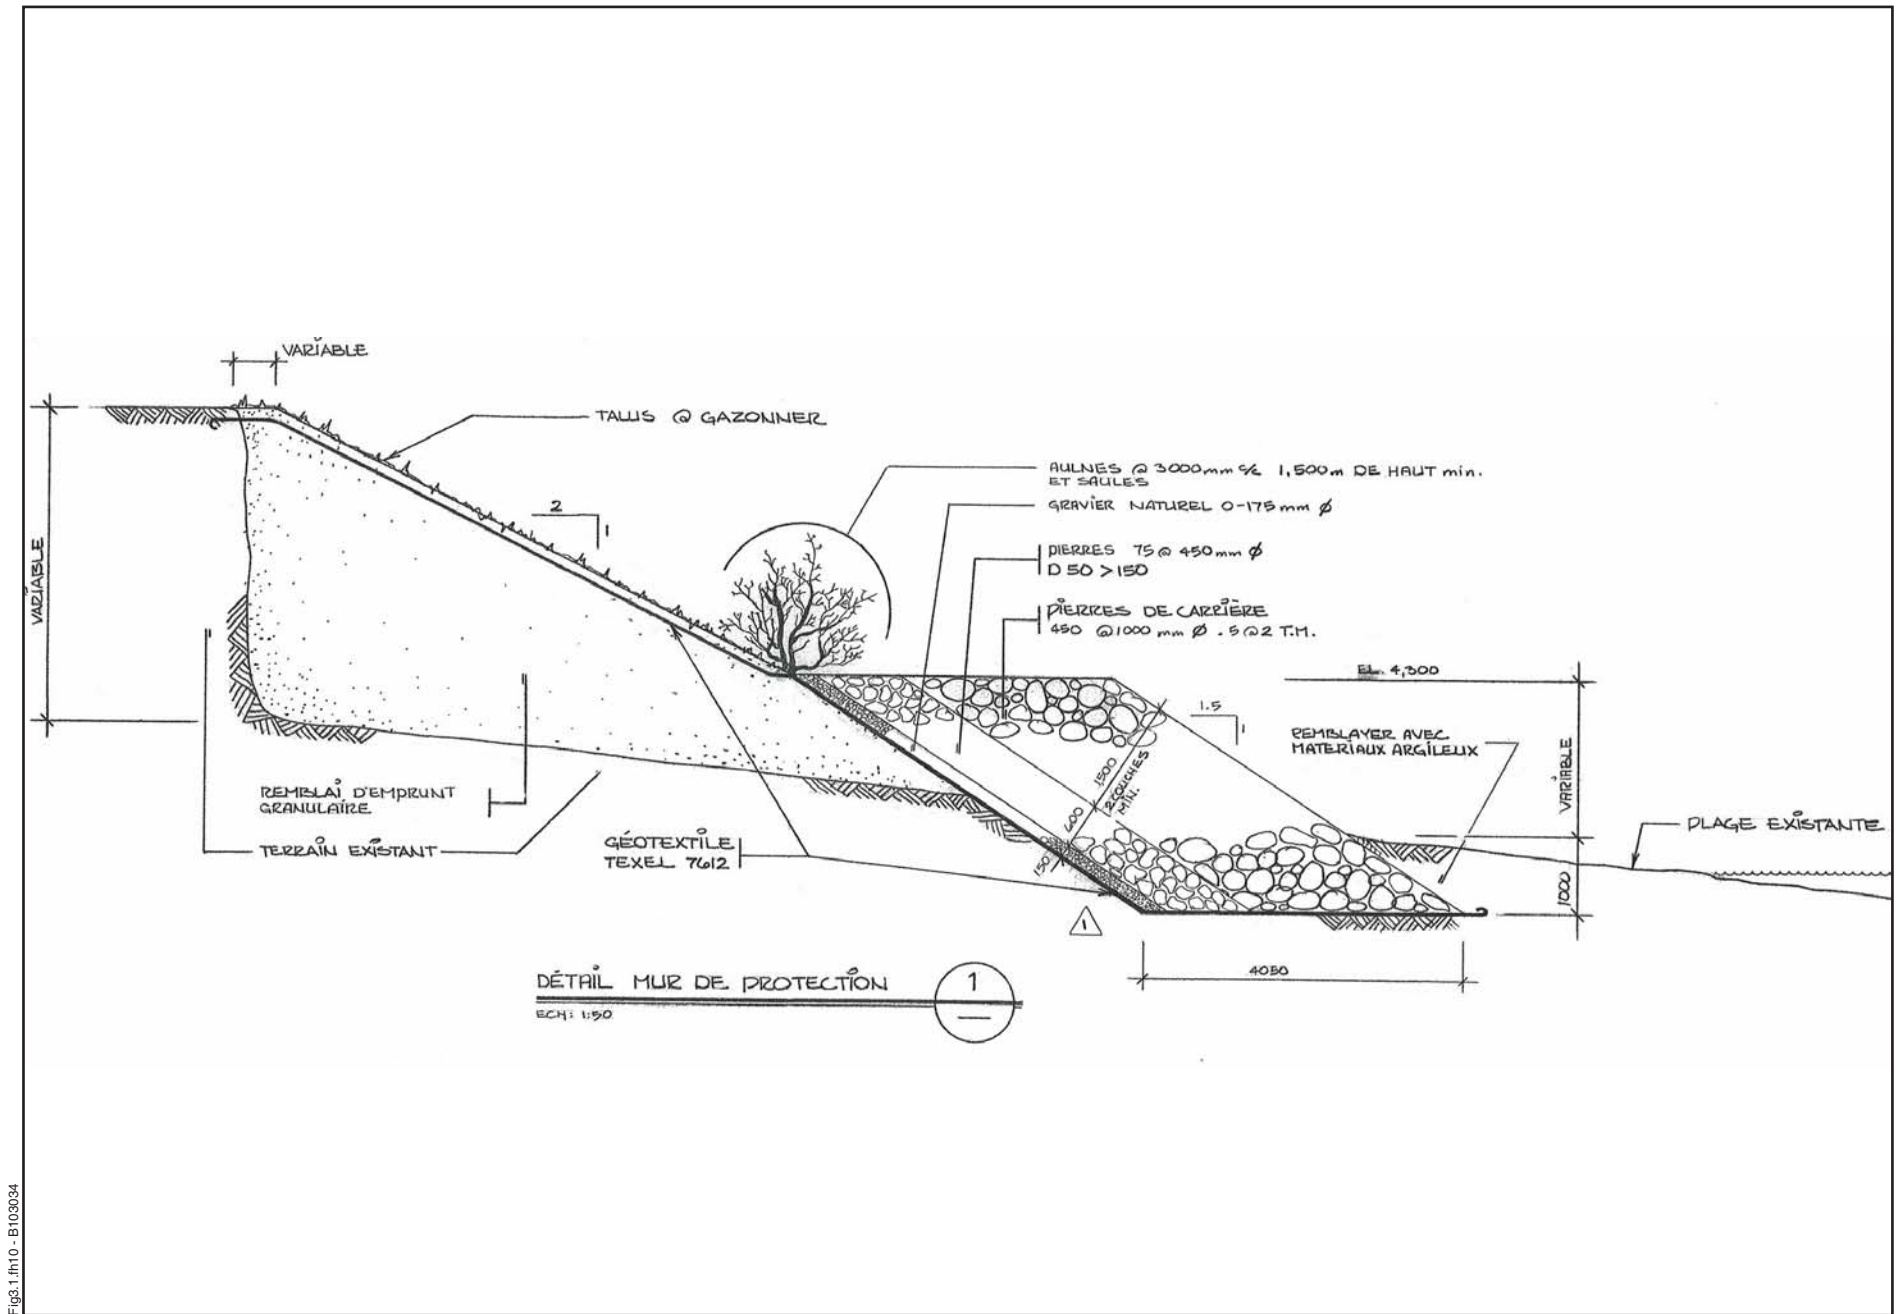 VARIABLE
TALUS @ GAZONNER
AULNES @ 3000mm c/c 1,500m DE HAUT min.
ET SAULES
GRAVIER NATUREL 0-175mm Ø
2
1
PIERRES 75@ 450mm Ø
D 50 > 150
VARIABLE
PIERRES DE CARRIÈRE
450 @1000 mm Ø .5@2 T.M.
EL. 4,300
1.5
1
REMBLAYER AVEC
MATERIAUX ARGILEUX
VARIABLE
1500
2 COUCHES
MIN.
REMBLAI D'EMPRUNT
GRANULAIRE
600
PLAGE EXISTANTE
TERRAIN EXISTANT
GÉOTEXTILE
TEXEL 7612
150
1000
1
4050
DÉTAIL MUR DE PROTECTION
1
ECH: 1:50
Fig3.1.fh10 - B103034